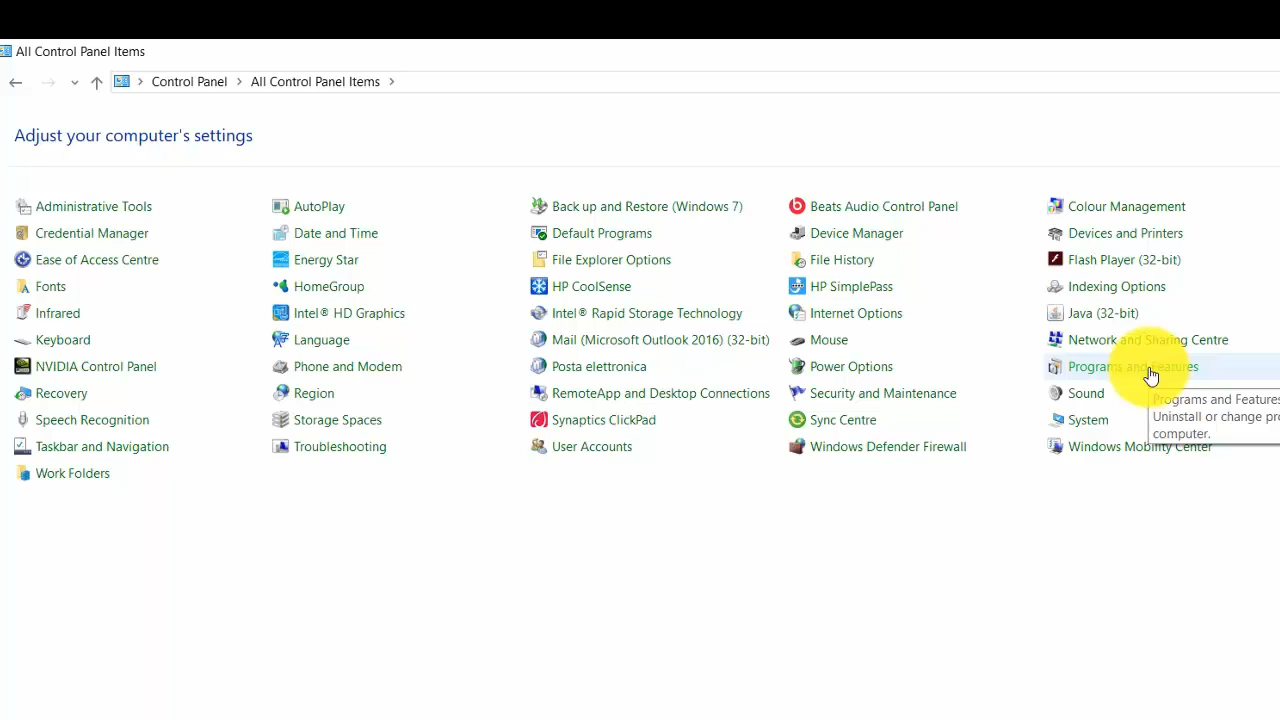 All Control Panel Items
Control Panel > All Control Panel Items >
Adjust your computer's settings
Administrative Tools
AutoPlay
Back up and Restore (Windows 7)
Beats Audio Control Panel
Colour Management
Credential Manager
Date and Time
Default Programs
Device Manager
Devices and Printers
Ease of Access Centre
Energy Star
File Explorer Options
File History
Flash Player (32-bit)
Fonts
HomeGroup
HP CoolSense
HP SimplePass
Indexing Options
Infrared
Intel® HD Graphics
Intel® Rapid Storage Technology
Internet Options
Java (32-bit)
Keyboard
Language
Mail (Microsoft Outlook 2016) (32-bit)
Mouse
Network and Sharing Centre
NVIDIA Control Panel
Phone and Modem
Posta elettronica
Power Options
Programs and Features
Recovery
Region
RemoteApp and Desktop Connections
Security and Maintenance
Sound
Programs and Features
Speech Recognition
Storage Spaces
Synaptics ClickPad
Sync Centre
System
Uninstall or change pro
computer.
Taskbar and Navigation
Troubleshooting
User Accounts
Windows Defender Firewall
Windows Mobility Center
Work Folders